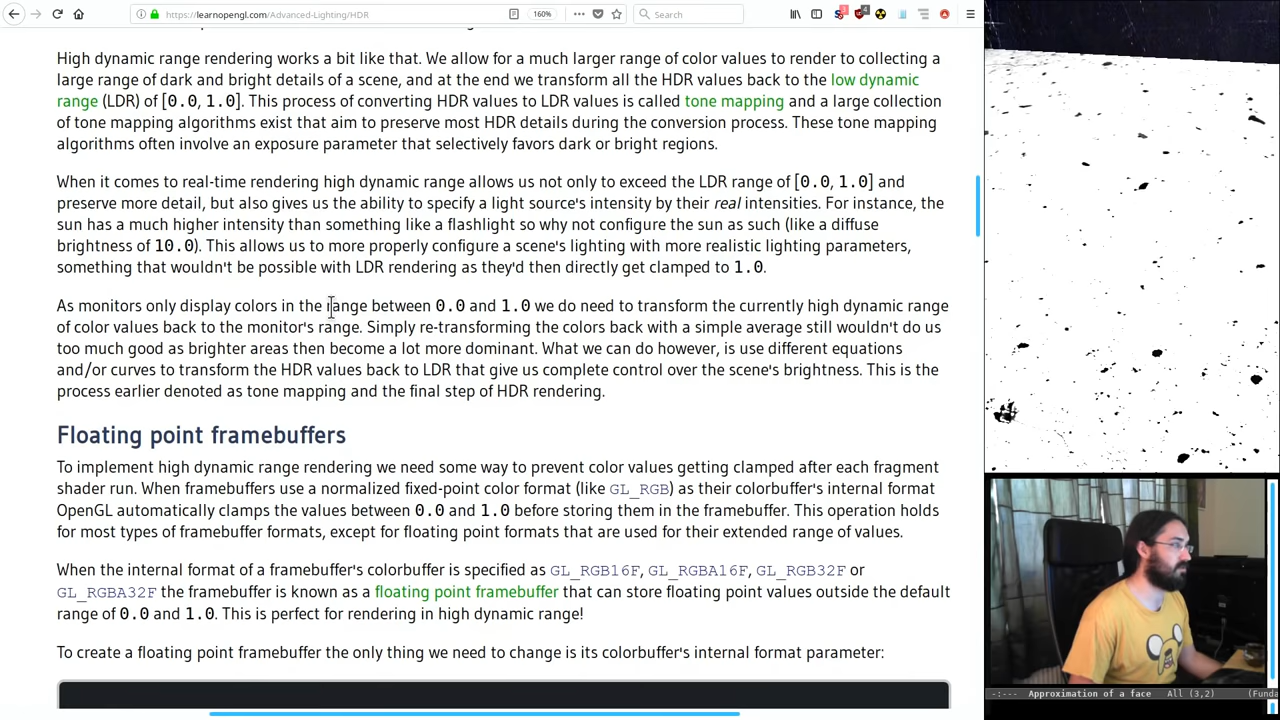 https://learnopengl.com/Advanced-Lighting/HDR
160%
Search
High dynamic range rendering works a bit like that. We allow for a much larger range of color values to render to collecting a
large range of dark and bright details of a scene, and at the end we transform all the HDR values back to the low dynamic
range (LDR) of [0.0, 1.0]. This process of converting HDR values to LDR values is called tone mapping and a large collection
of tone mapping algorithms exist that aim to preserve most HDR details during the conversion process. These tone mapping
algorithms often involve an exposure parameter that selectively favors dark or bright regions.
When it comes to real-time rendering high dynamic range allows us not only to exceed the LDR range of [0.0, 1.0] and
preserve more detail, but also gives us the ability to specify a light source's intensity by their real intensities. For instance, the
sun has a much higher intensity than something like a flashlight so why not configure the sun as such (like a diffuse
brightness of 10.0). This allows us to more properly configure a scene's lighting with more realistic lighting parameters,
something that wouldn't be possible with LDR rendering as they'd then directly get clamped to 1.0.
As monitors only display colors in the range between 0.0 and 1.0 we do need to transform the currently high dynamic range
of color values back to the monitor's range. Simply re-transforming the colors back with a simple average still wouldn't do us
too much good as brighter areas then become a lot more dominant. What we can do however, is use different equations
and/or curves to transform the HDR values back to LDR that give us complete control over the scene's brightness. This is the
process earlier denoted as tone mapping and the final step of HDR rendering.
Floating point framebuffers
To implement high dynamic range rendering we need some way to prevent color values getting clamped after each fragment
shader run. When framebuffers use a normalized fixed-point color format (like GL_RGB) as their colorbuffer's internal format
OpenGL automatically clamps the values between 0.0 and 1.0 before storing them in the framebuffer. This operation holds
for most types of framebuffer formats, except for floating point formats that are used for their extended range of values.
When the internal format of a framebuffer's colorbuffer is specified as GL_RGB16F, GL_RGBA16F, GL_RGB32F or
GL_RGBA32F the framebuffer is known as a floating point framebuffer that can store floating point values outside the default
range of 0.0 and 1.0. This is perfect for rendering in high dynamic range!
To create a floating point framebuffer the only thing we need to change is its colorbuffer's internal format parameter:
-:--- Approximation of a face All (3,2) (Funda